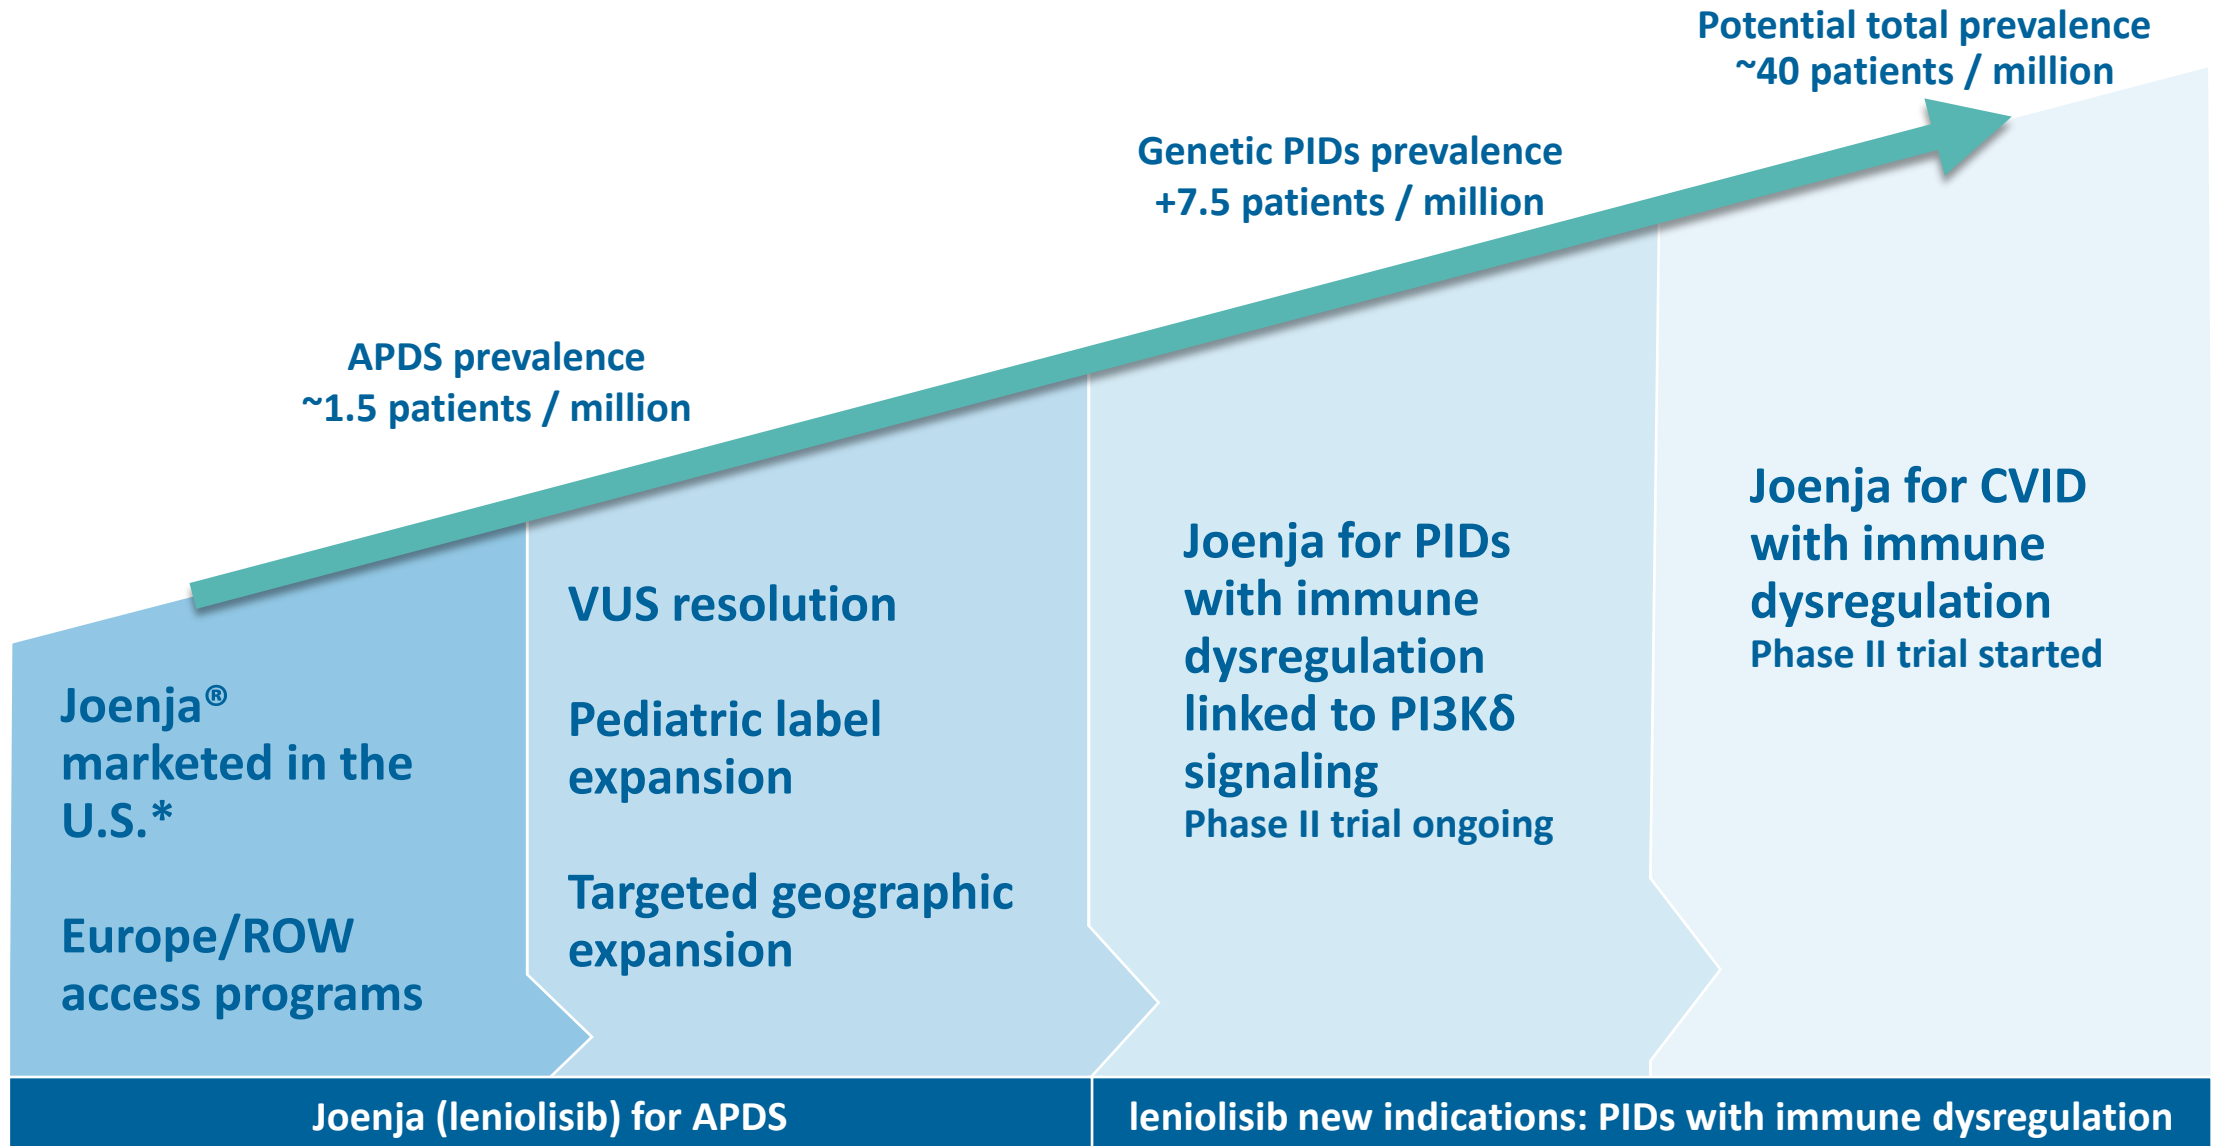 Potential total prevalence
~40 patients / million
Genetic PIDs prevalence
+7.5 patients / million
APDS prevalence
~1.5 patients / million
Joenja®
marketed in the
U.S.*
Europe/ROW
access programs
VUS resolution
Pediatric label
expansion
Targeted geographic
expansion
Joenja for PIDs
with immune
dysregulation
linked to PI3Kδ
signaling
Phase II trial ongoing
Joenja for CVID
with immune
dysregulation
Phase II trial started
Joenja (leniolisib) for APDS
leniolisib new indications: PIDs with immune dysregulation